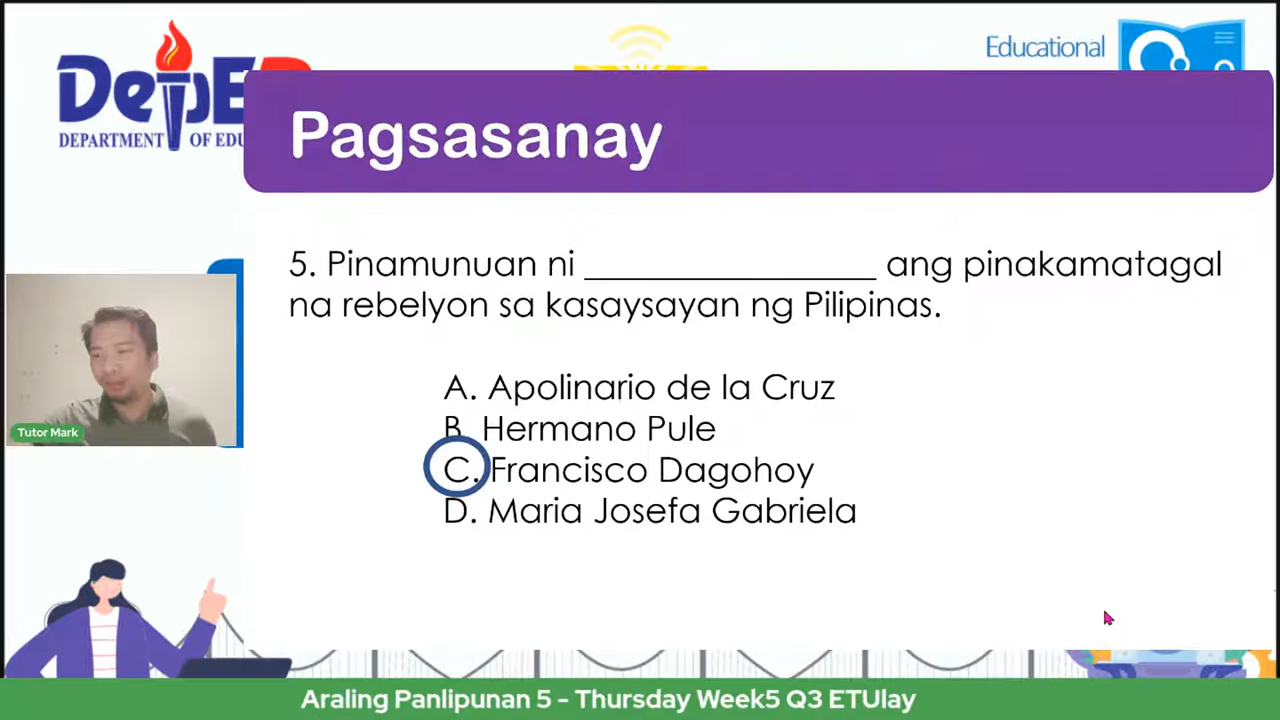 Educational
DepED
DEPARTMENT OF EDU
Pagsasanay
5. Pinamunuan ni ________________ ang pinakamatagal
na rebelyon sa kasaysayan ng Pilipinas.
A. Apolinario de la Cruz
B. Hermano Pule
C. Francisco Dagohoy
D. Maria Josefa Gabriela
Tutor Mark
Araling Panlipunan 5 - Thursday Week5 Q3 ETUlay